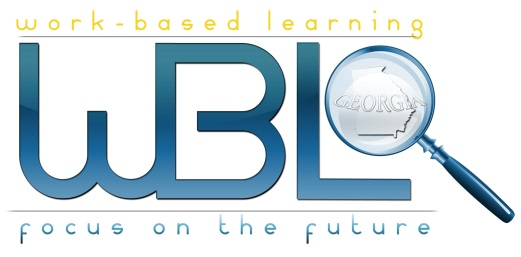 work-based learning
WBL
GEORGIA
focus on the future